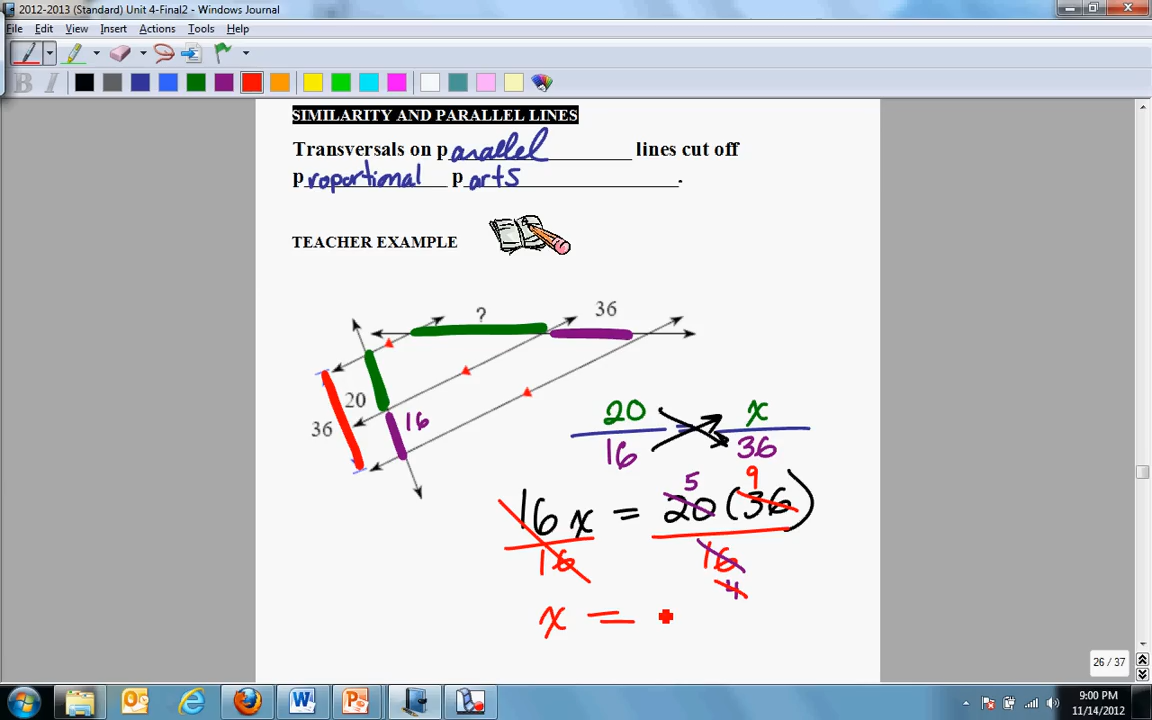 2012-2013 (Standard) Unit 4-Final2 - Windows Journal
File Edit View Insert Actions Tools Help
B I
SIMILARITY AND PARALLEL LINES
Transversals on parallel lines cut off
proportional parts.
TEACHER EXAMPLE
? 36
20
36
16
20 x
16 = 36
5 9
16x = 20(36)
16 16
4
x =
26 / 37
9:00 PM
11/14/2012